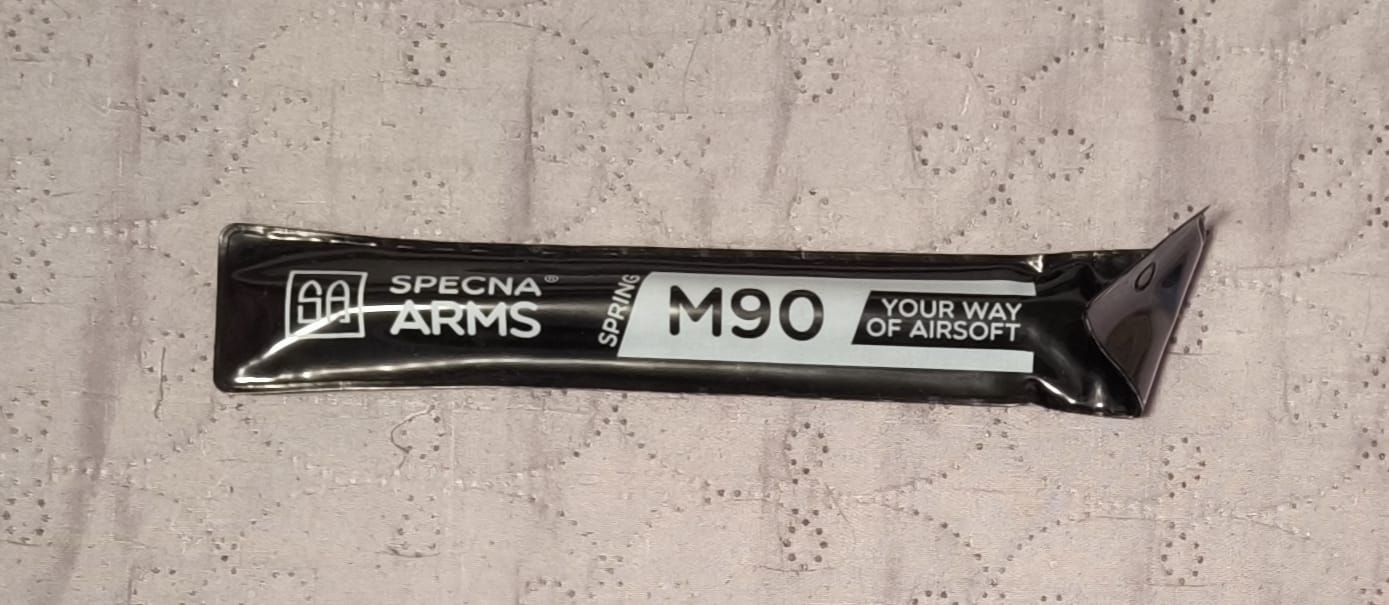 SA
SPECNA®
ARMS
SPRING
M90
YOUR WAY
OF AIRSOFT